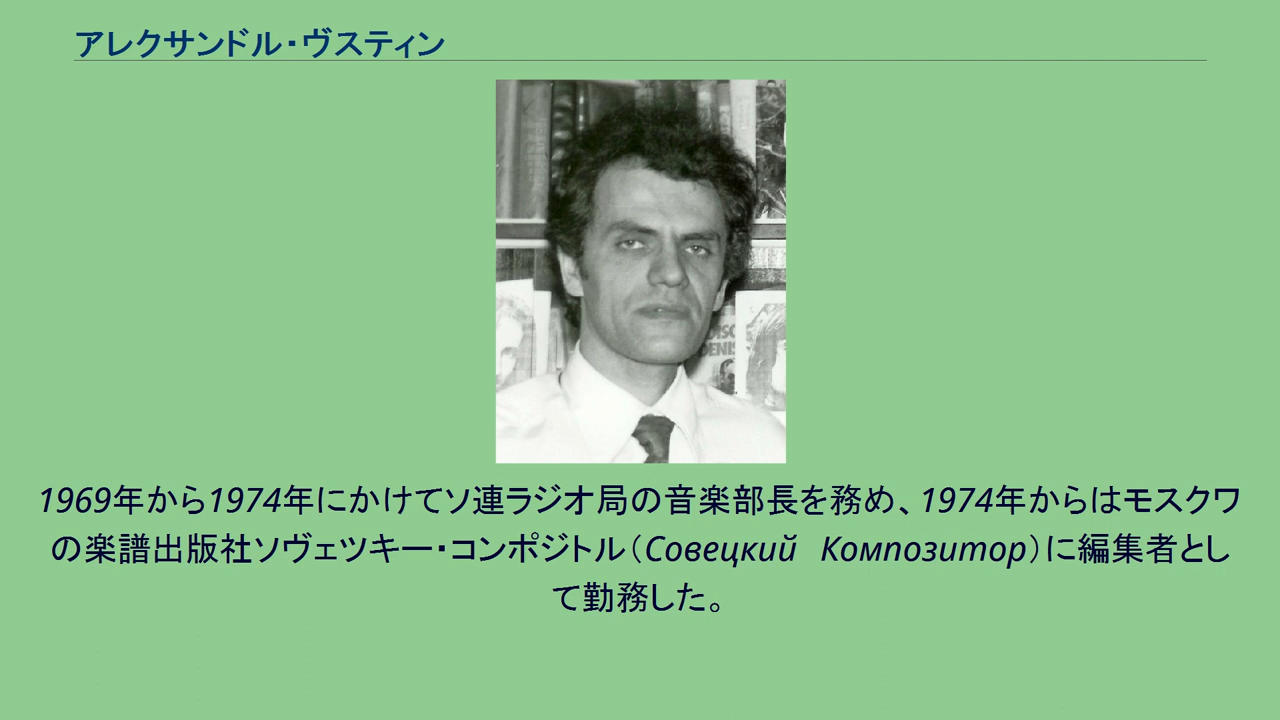 アレクサンドル・ヴスティン
DISC
DENIS
1969年から1974年にかけてソ連ラジオ局の音楽部長を務め、1974年からはモスクワ
の楽譜出版社ソヴェツキー・コンポジトル（Совецкий Композитор）に編集者とし
て勤務した。